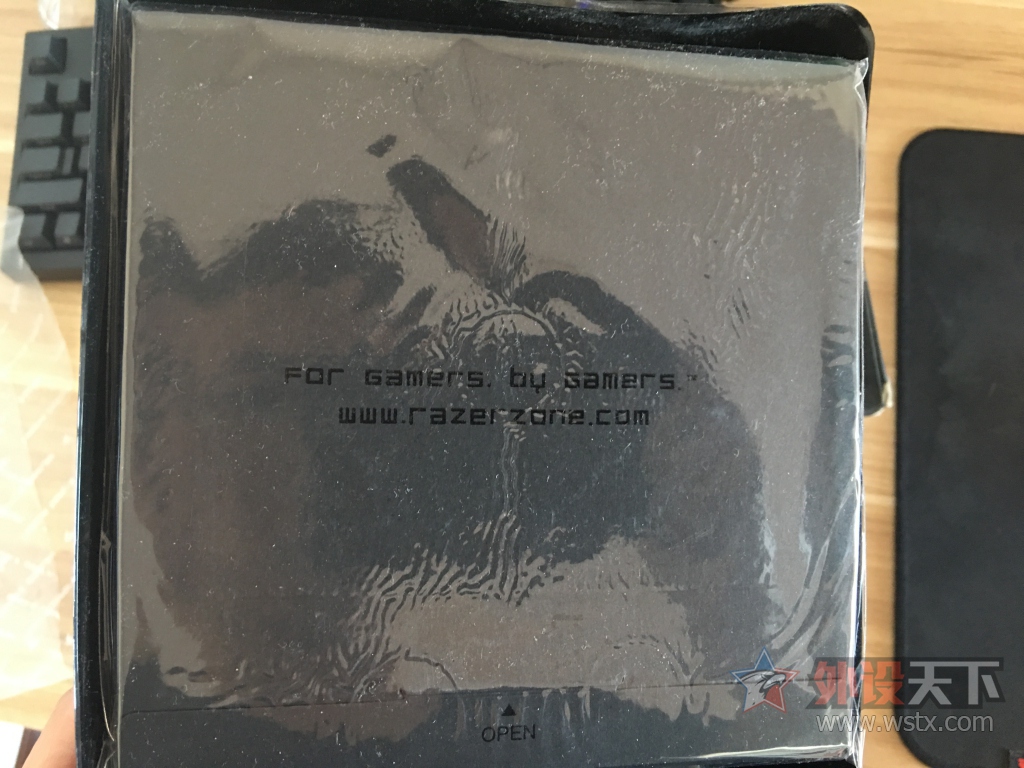 For Gamers. by Gamers.™
www.razerzone.com
▲
OPEN
外设天下
www.wstx.com